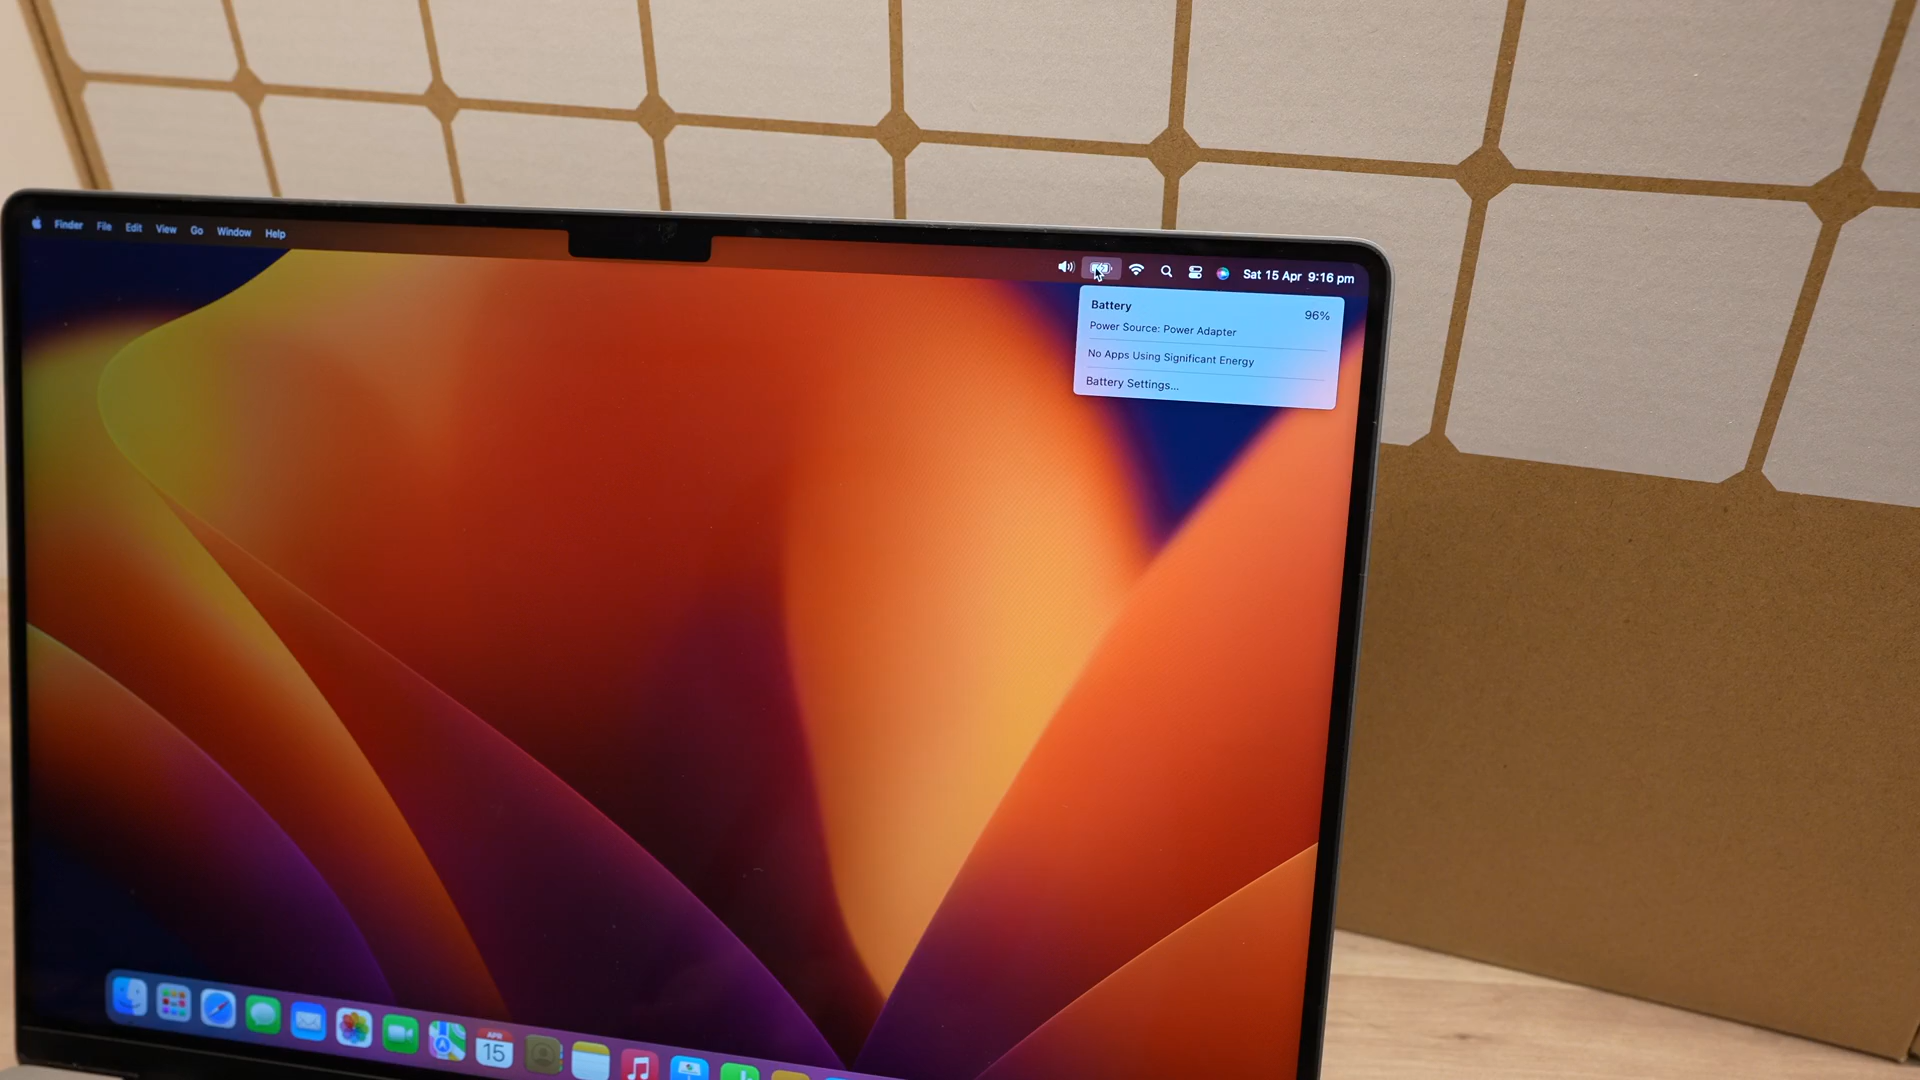 Finder File Edit View Go Window Help
Sat 15 Apr 9:16 pm
Battery 96%
Power Source: Power Adapter
No Apps Using Significant Energy
Battery Settings...
APR
15